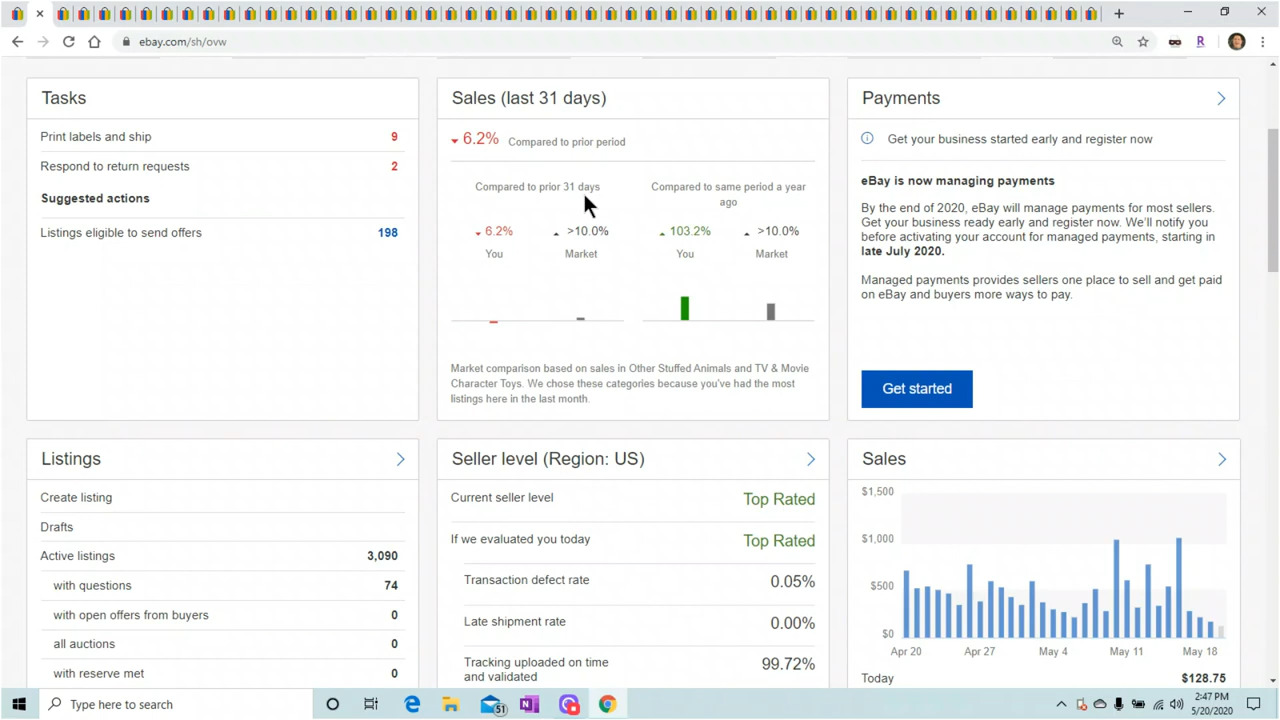 ebay.com/sh/ovw
R
Tasks
Print labels and ship 9
Respond to return requests 2
Suggested actions
Listings eligible to send offers 198
Sales (last 31 days)
6.2% Compared to prior period
Compared to prior 31 days
6.2% >10.0%
You Market
Compared to same period a year
ago
103.2% >10.0%
You Market
Market comparison based on sales in Other Stuffed Animals and TV & Movie
Character Toys. We chose these categories because you've had the most
listings here in the last month.
Payments
Get your business started early and register now
eBay is now managing payments
By the end of 2020, eBay will manage payments for most sellers.
Get your business ready early and register now. We'll notify you
before activating your account for managed payments, starting in
late July 2020.
Managed payments provides sellers one place to sell and get paid
on eBay and buyers more ways to pay.
Get started
Listings
Create listing
Drafts
Active listings 3,090
with questions 74
with open offers from buyers 0
all auctions 0
with reserve met 0
Seller level (Region: US)
Current seller level Top Rated
If we evaluated you today Top Rated
Transaction defect rate 0.05%
Late shipment rate 0.00%
Tracking uploaded on time
and validated 99.72%
Sales
$1,500
$1,000
$500
$0
Apr 20 Apr 27 May 4 May 11 May 18
Today $128.75
Type here to search
51
2:47 PM
5/20/2020